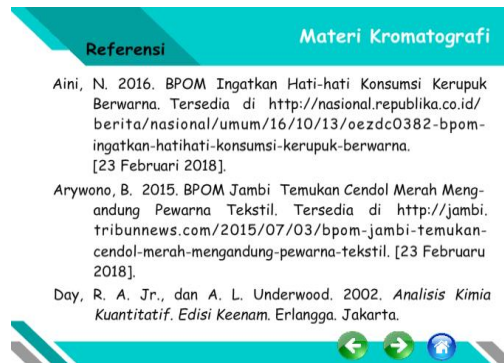 Materi Kromatografi
Referensi
Aini, N. 2016. BPOM Ingatkan Hati-hati Konsumsi Kerupuk
Berwarna. Tersedia di http://nasional.republika.co.id/
berita/nasional/umum/16/10/13/oezdc0382-bpom-
ingatkan-hatihati-konsumsi-kerupuk-berwarna.
[23 Februari 2018].
Arywono, B. 2015. BPOM Jambi Temukan Cendol Merah Meng-
andung Pewarna Tekstil. Tersedia di http://jambi.
tribunnews.com/2015/07/03/bpom-jambi-temukan-
cendol-merah-mengandung-pewarna-tekstil. [23 Februaru
2018].
Day, R. A. Jr., dan A. L. Underwood. 2002. Analisis Kimia
Kuantitatif. Edisi Keenam. Erlangga. Jakarta.